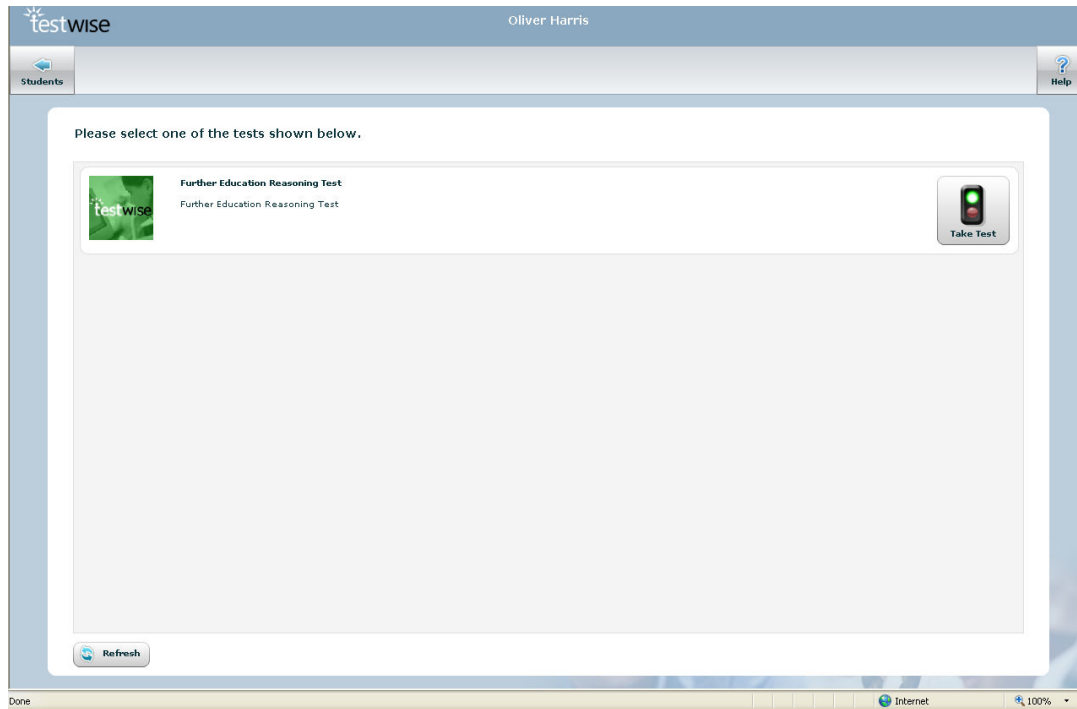 testwise
Oliver Harris
Students
Help
Please select one of the tests shown below.
testwise
Further Education Reasoning Test
Further Education Reasoning Test
Take Test
Refresh
Done
Internet
100%